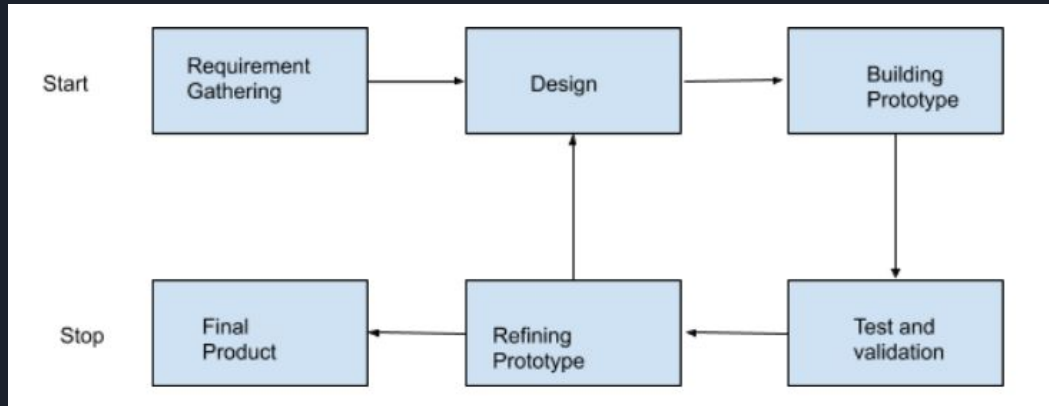 Start
Requirement
Gathering
Design
Building
Prototype
Stop
Final
Product
Refining
Prototype
Test and
validation